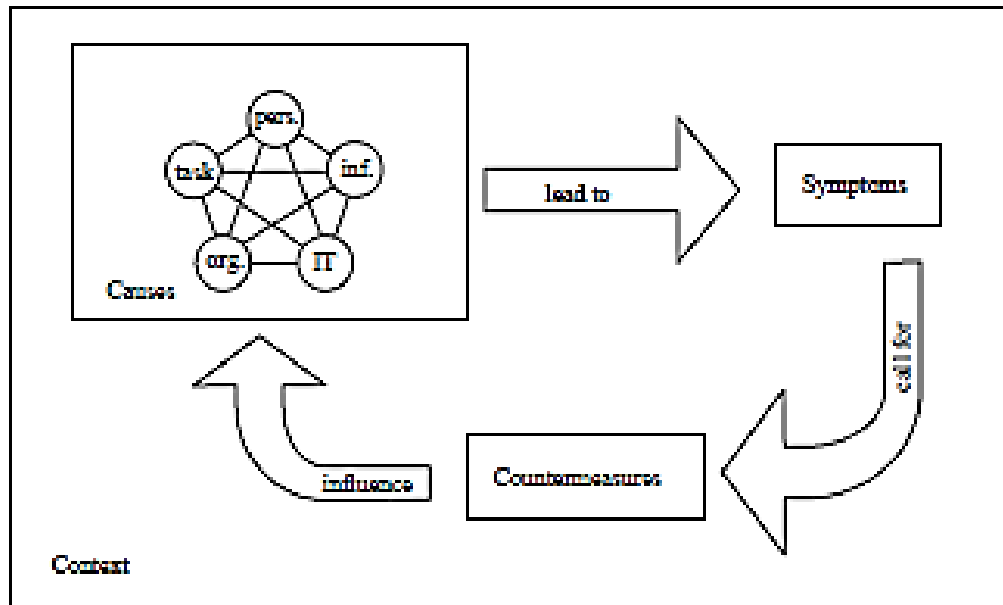 pers.
task
inf.
org.
IT
Causes
lead to
Symptoms
call for
Countermeasures
influence
Context